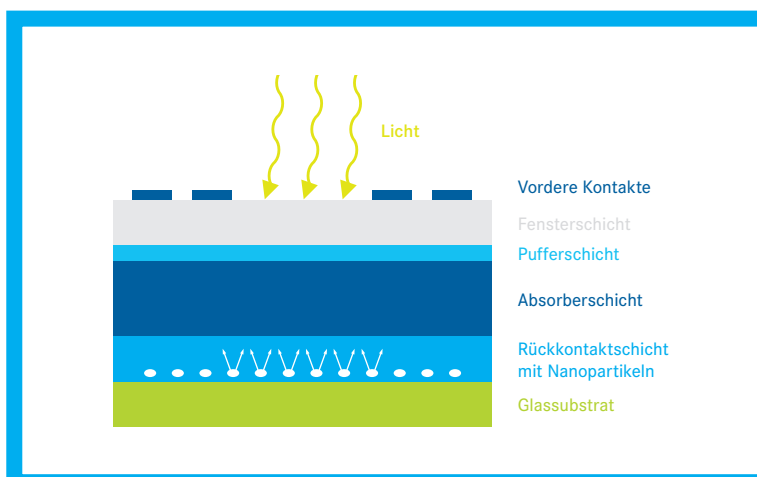 Licht
Vordere Kontakte
Fensterschicht
Pufferschicht
Absorberschicht
Rückkontaktschicht
mit Nanopartikeln
Glassubstrat